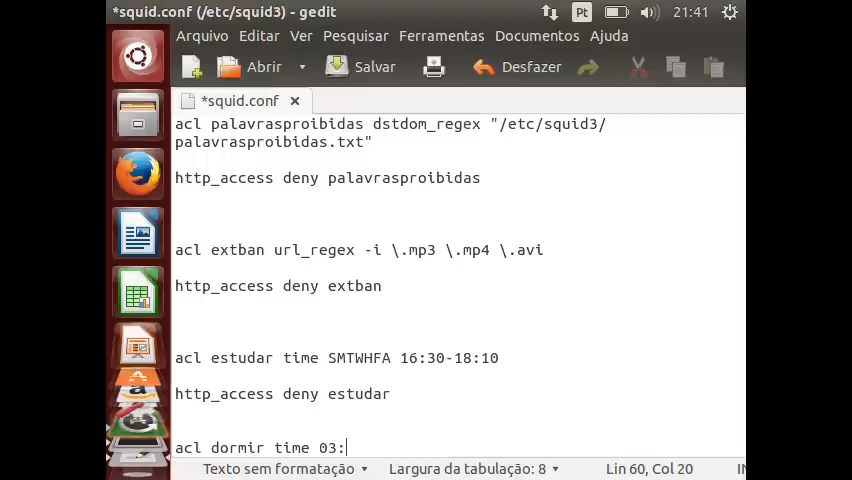 *squid.conf (/etc/squid3) - gedit
Pt
21:41
Arquivo Editar Ver Pesquisar Ferramentas Documentos Ajuda
Abrir Salvar Desfazer
*squid.conf ×
acl palavrasproibidas dstdom_regex "/etc/squid3/
palavrasproibidas.txt"
http_access deny palavrasproibidas
acl extban url_regex -i \.mp3 \.mp4 \.avi
http_access deny extban
acl estudar time SMTWHFA 16:30-18:10
http_access deny estudar
acl dormir time 03:
Texto sem formatação Largura da tabulação: 8 Lin 60, Col 20